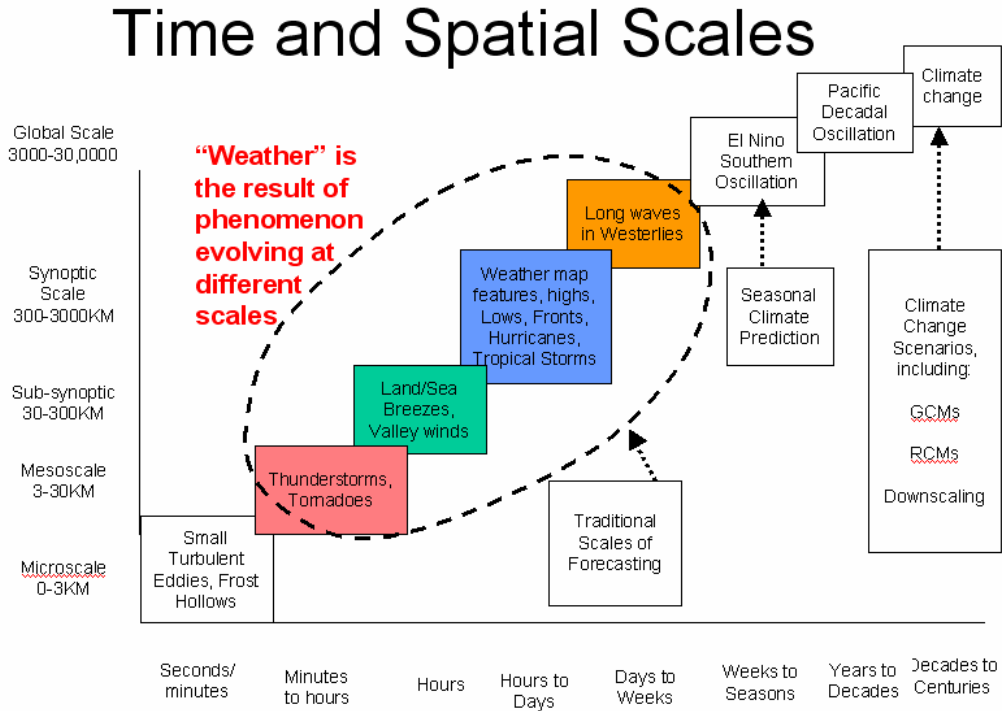 Time and Spatial Scales
Global Scale
3000-30,0000
Synoptic
Scale
300-3000KM
Sub-synoptic
30-300KM
Mesoscale
3-30KM
Microscale
0-3KM
“Weather” is
the result of
phenomenon
evolving at
different
scales
Small
Turbulent
Eddies, Frost
Hollows
Thunderstorms,
Tornadoes
Land/Sea
Breezes,
Valley winds
Weather map
features, highs,
Lows, Fronts,
Hurricanes,
Tropical Storms
Long waves
in Westerlies
El Nino
Southern
Oscillation
Pacific
Decadal
Oscillation
Climate
change
Traditional
Scales of
Forecasting
Seasonal
Climate
Prediction
Climate
Change
Scenarios,
including:
GCMs
RCMs
Downscaling
Seconds/
minutes
Minutes
to hours
Hours
Hours to
Days
Days to
Weeks
Weeks to
Seasons
Years to
Decades
Decades to
Centuries